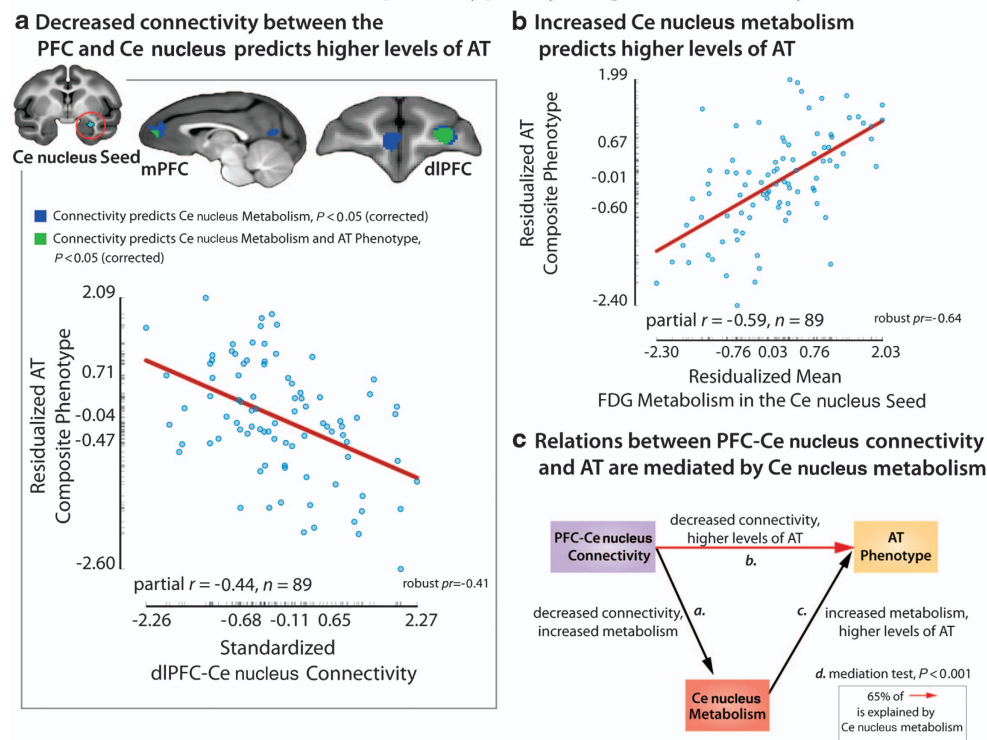 a Decreased connectivity between the
PFC and Ce nucleus predicts higher levels of AT
Ce nucleus Seed
mPFC
dlPFC
Connectivity predicts Ce nucleus Metabolism, P < 0.05 (corrected)
Connectivity predicts Ce nucleus Metabolism and AT Phenotype,
P < 0.05 (corrected)
Residualized AT
Composite Phenotype
2.09
0.71
-0.04
-0.47
-2.60
partial r = -0.44, n = 89
robust pr=-0.41
-2.26
-0.68
-0.11
0.65
2.27
Standardized
dlPFC-Ce nucleus Connectivity
b Increased Ce nucleus metabolism
predicts higher levels of AT
Residualized AT
Composite Phenotype
1.99
0.67
-0.01
-0.60
-2.40
partial r = -0.59, n = 89
robust pr=-0.64
-2.30
-0.76
0.03
0.76
2.03
Residualized Mean
FDG Metabolism in the Ce nucleus Seed
c Relations between PFC-Ce nucleus connectivity
and AT are mediated by Ce nucleus metabolism
PFC-Ce nucleus
Connectivity
decreased connectivity,
higher levels of AT
b.
AT
Phenotype
decreased connectivity,
increased metabolism
a.
c.
increased metabolism,
higher levels of AT
Ce nucleus
Metabolism
d. mediation test, P < 0.001
65% of
is explained by
Ce nucleus metabolism